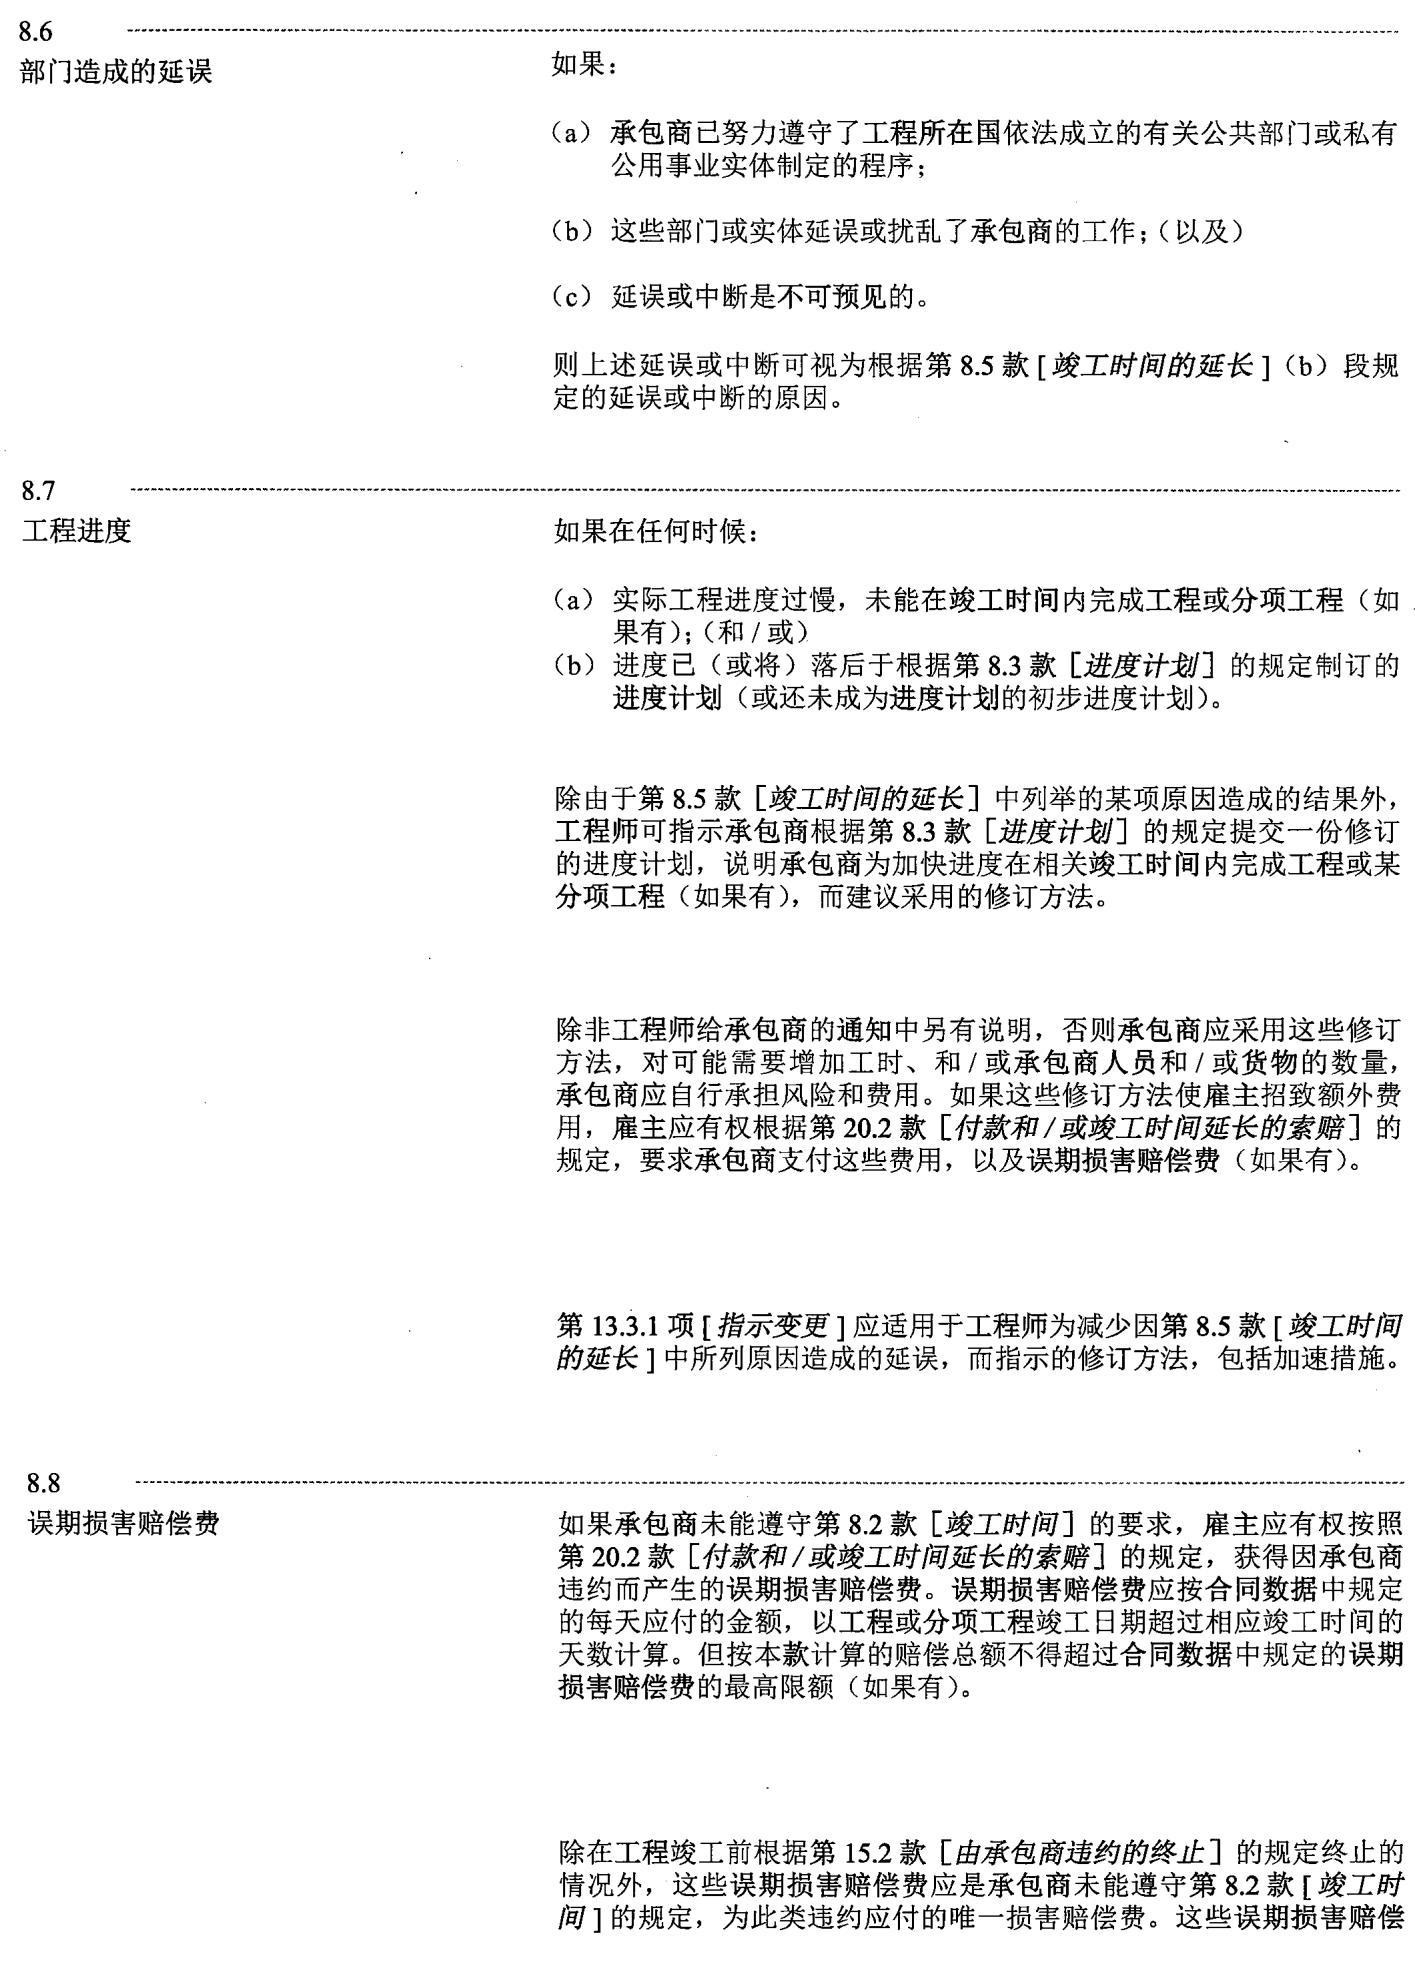 8.6
部门造成的延误
如果：
（a） 承包商已努力遵守了工程所在国依法成立的有关公共部门或私有
公用事业实体制定的程序；
（b） 这些部门或实体延误或扰乱了承包商的工作；（以及）
（c） 延误或中断是不可预见的。
则上述延误或中断可视为根据第 8.5 款 [ 竣工时间的延长 ]（b）段规
定的延误或中断的原因。
8.7
工程进度
如果在任何时候：
（a） 实际工程进度过慢，未能在竣工时间内完成工程或分项工程（如
果有）；（和 / 或）
（b） 进度已（或将）落后于根据第 8.3 款［进度计划］的规定制订的
进度计划（或还未成为进度计划的初步进度计划）。
除由于第 8.5 款［竣工时间的延长］中列举的某项原因造成的结果外，
工程师可指示承包商根据第 8.3 款［进度计划］的规定提交一份修订
的进度计划，说明承包商为加快进度在相关竣工时间内完成工程或某
分项工程（如果有），而建议采用的修订方法。
除非工程师给承包商的通知中另有说明，否则承包商应采用这些修订
方法，对可能需要增加工时、和 / 或承包商人员和 / 或货物的数量，
承包商应自行承担风险和费用。如果这些修订方法使雇主招致额外费
用，雇主应有权根据第 20.2 款［付款和 / 或竣工时间延长的索赔］的
规定，要求承包商支付这些费用，以及误期损害赔偿费（如果有）。
第 13.3.1 项 [ 指示变更 ] 应适用于工程师为减少因第 8.5 款 [ 竣工时间
的延长 ] 中所列原因造成的延误，而指示的修订方法，包括加速措施。
8.8
误期损害赔偿费
如果承包商未能遵守第 8.2 款［竣工时间］的要求，雇主应有权按照
第 20.2 款［付款和 / 或竣工时间延长的索赔］的规定，获得因承包商
违约而产生的误期损害赔偿费。误期损害赔偿费应按合同数据中规定
的每天应付的金额，以工程或分项工程竣工日期超过相应竣工时间的
天数计算。但按本款计算的赔偿总额不得超过合同数据中规定的误期
损害赔偿费的最高限额（如果有）。
除在工程竣工前根据第 15.2 款［由承包商违约的终止］的规定终止的
情况外，这些误期损害赔偿费应是承包商未能遵守第 8.2 款 [ 竣工时
间 ] 的规定，为此类违约应付的唯一损害赔偿费。这些误期损害赔偿